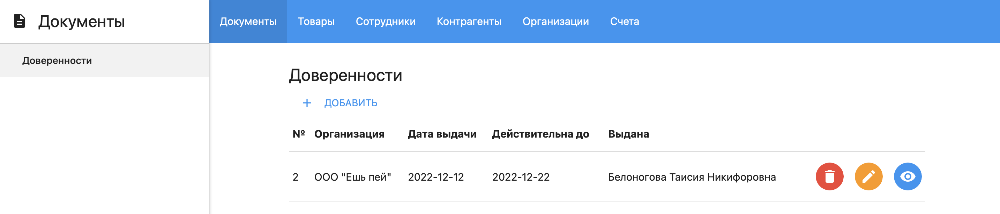 Документы
Документы Товары Сотрудники Контрагенты Организации Счета
Доверенности
Доверенности
+ ДОБАВИТЬ
№ Организация Дата выдачи Действительна до Выдана
2 ООО "Ешь пей" 2022-12-12 2022-12-22 Белоногова Таисия Никифоровна